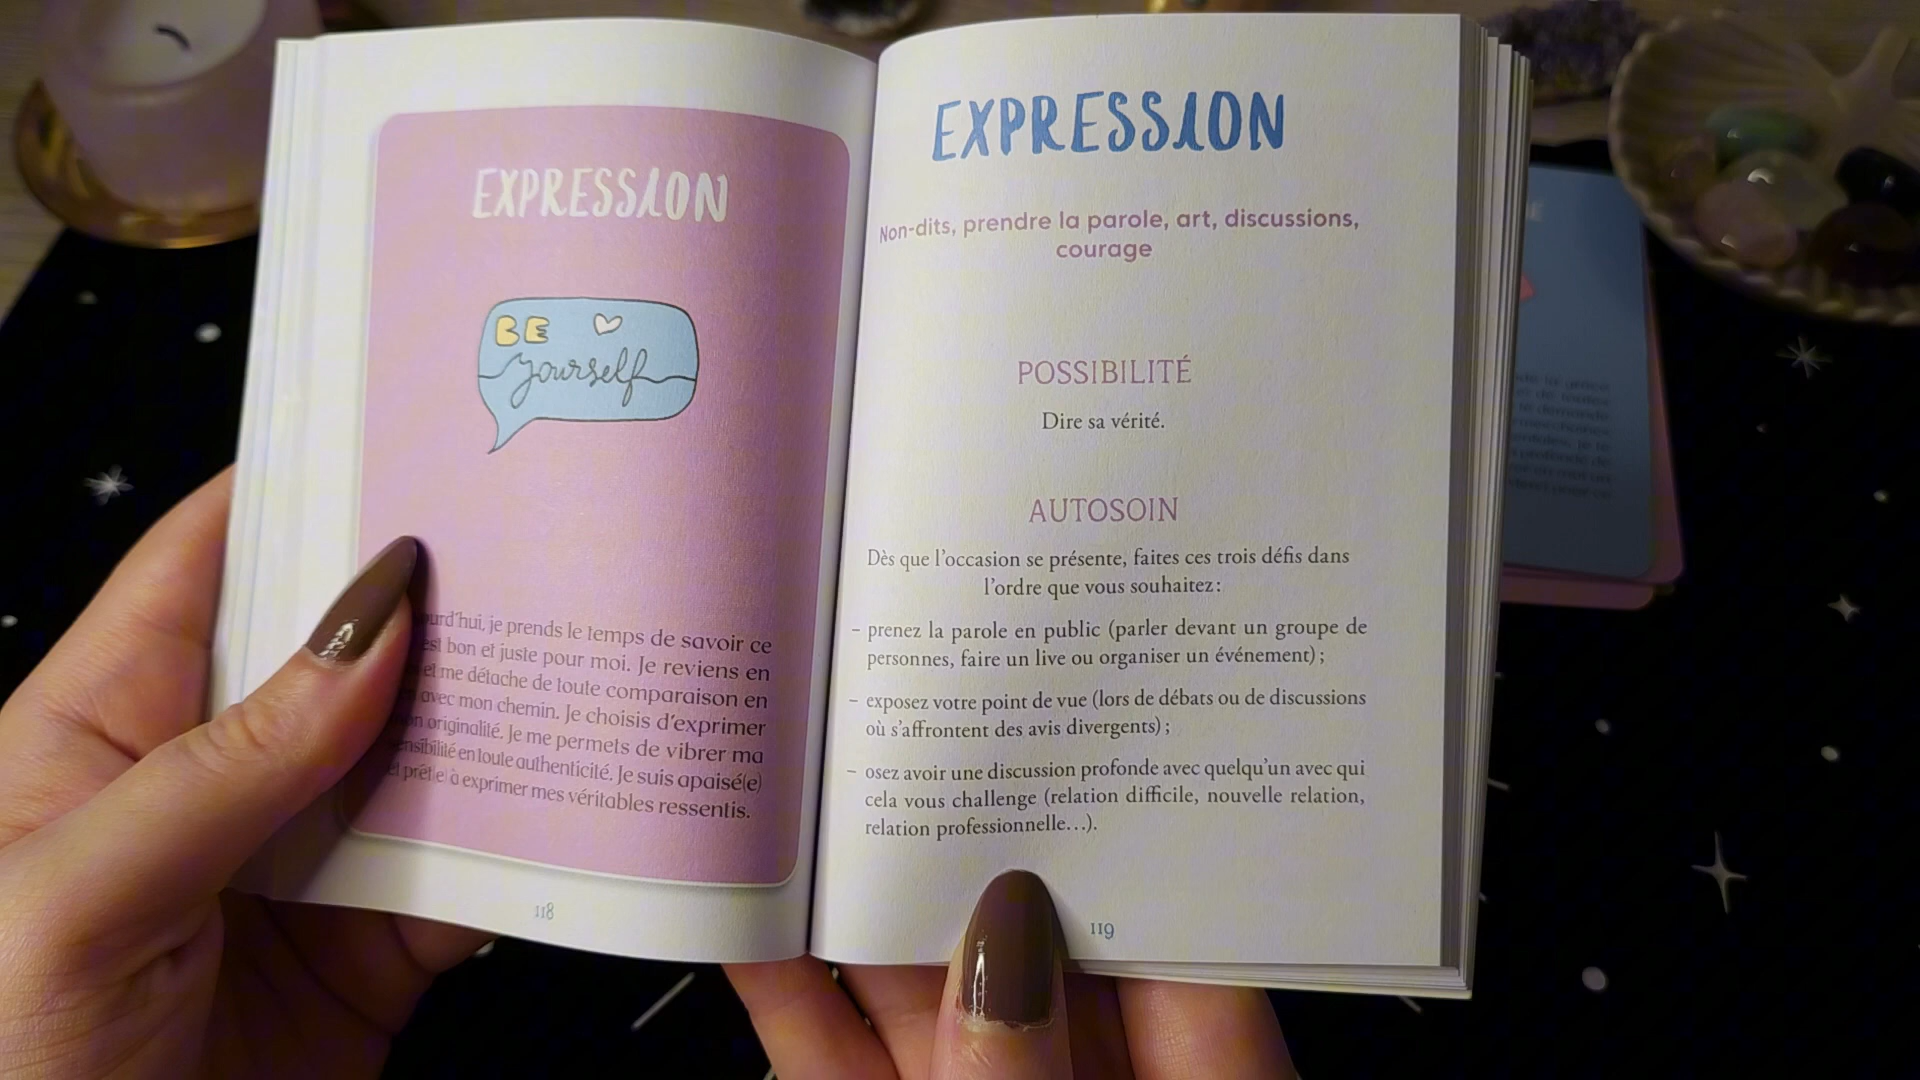 EXPRESSION
BE
yourself
je prends le temps de savoir ce
est bon et juste pour moi. Je reviens en
et me détache de toute comparaison en
avec mon chemin. Je choisis d'exprimer
originalité. Je me permets de vibrer ma
en toute authenticité. Je suis apaisé(e)
et prêt(e) à exprimer mes véritables ressentis.
118
EXPRESSION
Non-dits, prendre la parole, art, discussions,
courage
POSSIBILITÉ
Dire sa vérité.
AUTOSOIN
Dès que l'occasion se présente, faites ces trois défis dans
l'ordre que vous souhaitez :
– prenez la parole en public (parler devant un groupe de
personnes, faire un live ou organiser un événement) ;
– exposez votre point de vue (lors de débats ou de discussions
où s'affrontent des avis divergents) ;
– osez avoir une discussion profonde avec quelqu'un avec qui
cela vous challenge (relation difficile, nouvelle relation,
relation professionnelle…).
119